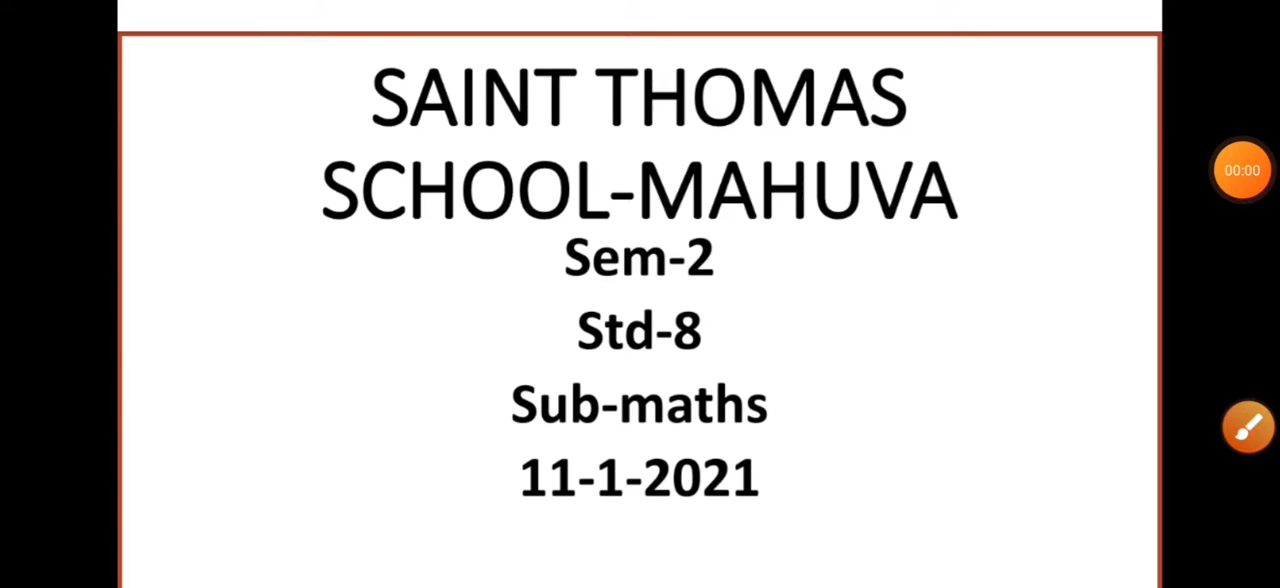 SAINT THOMAS
SCHOOL-MAHUVA
Sem-2
Std-8
Sub-maths
11-1-2021
00:00